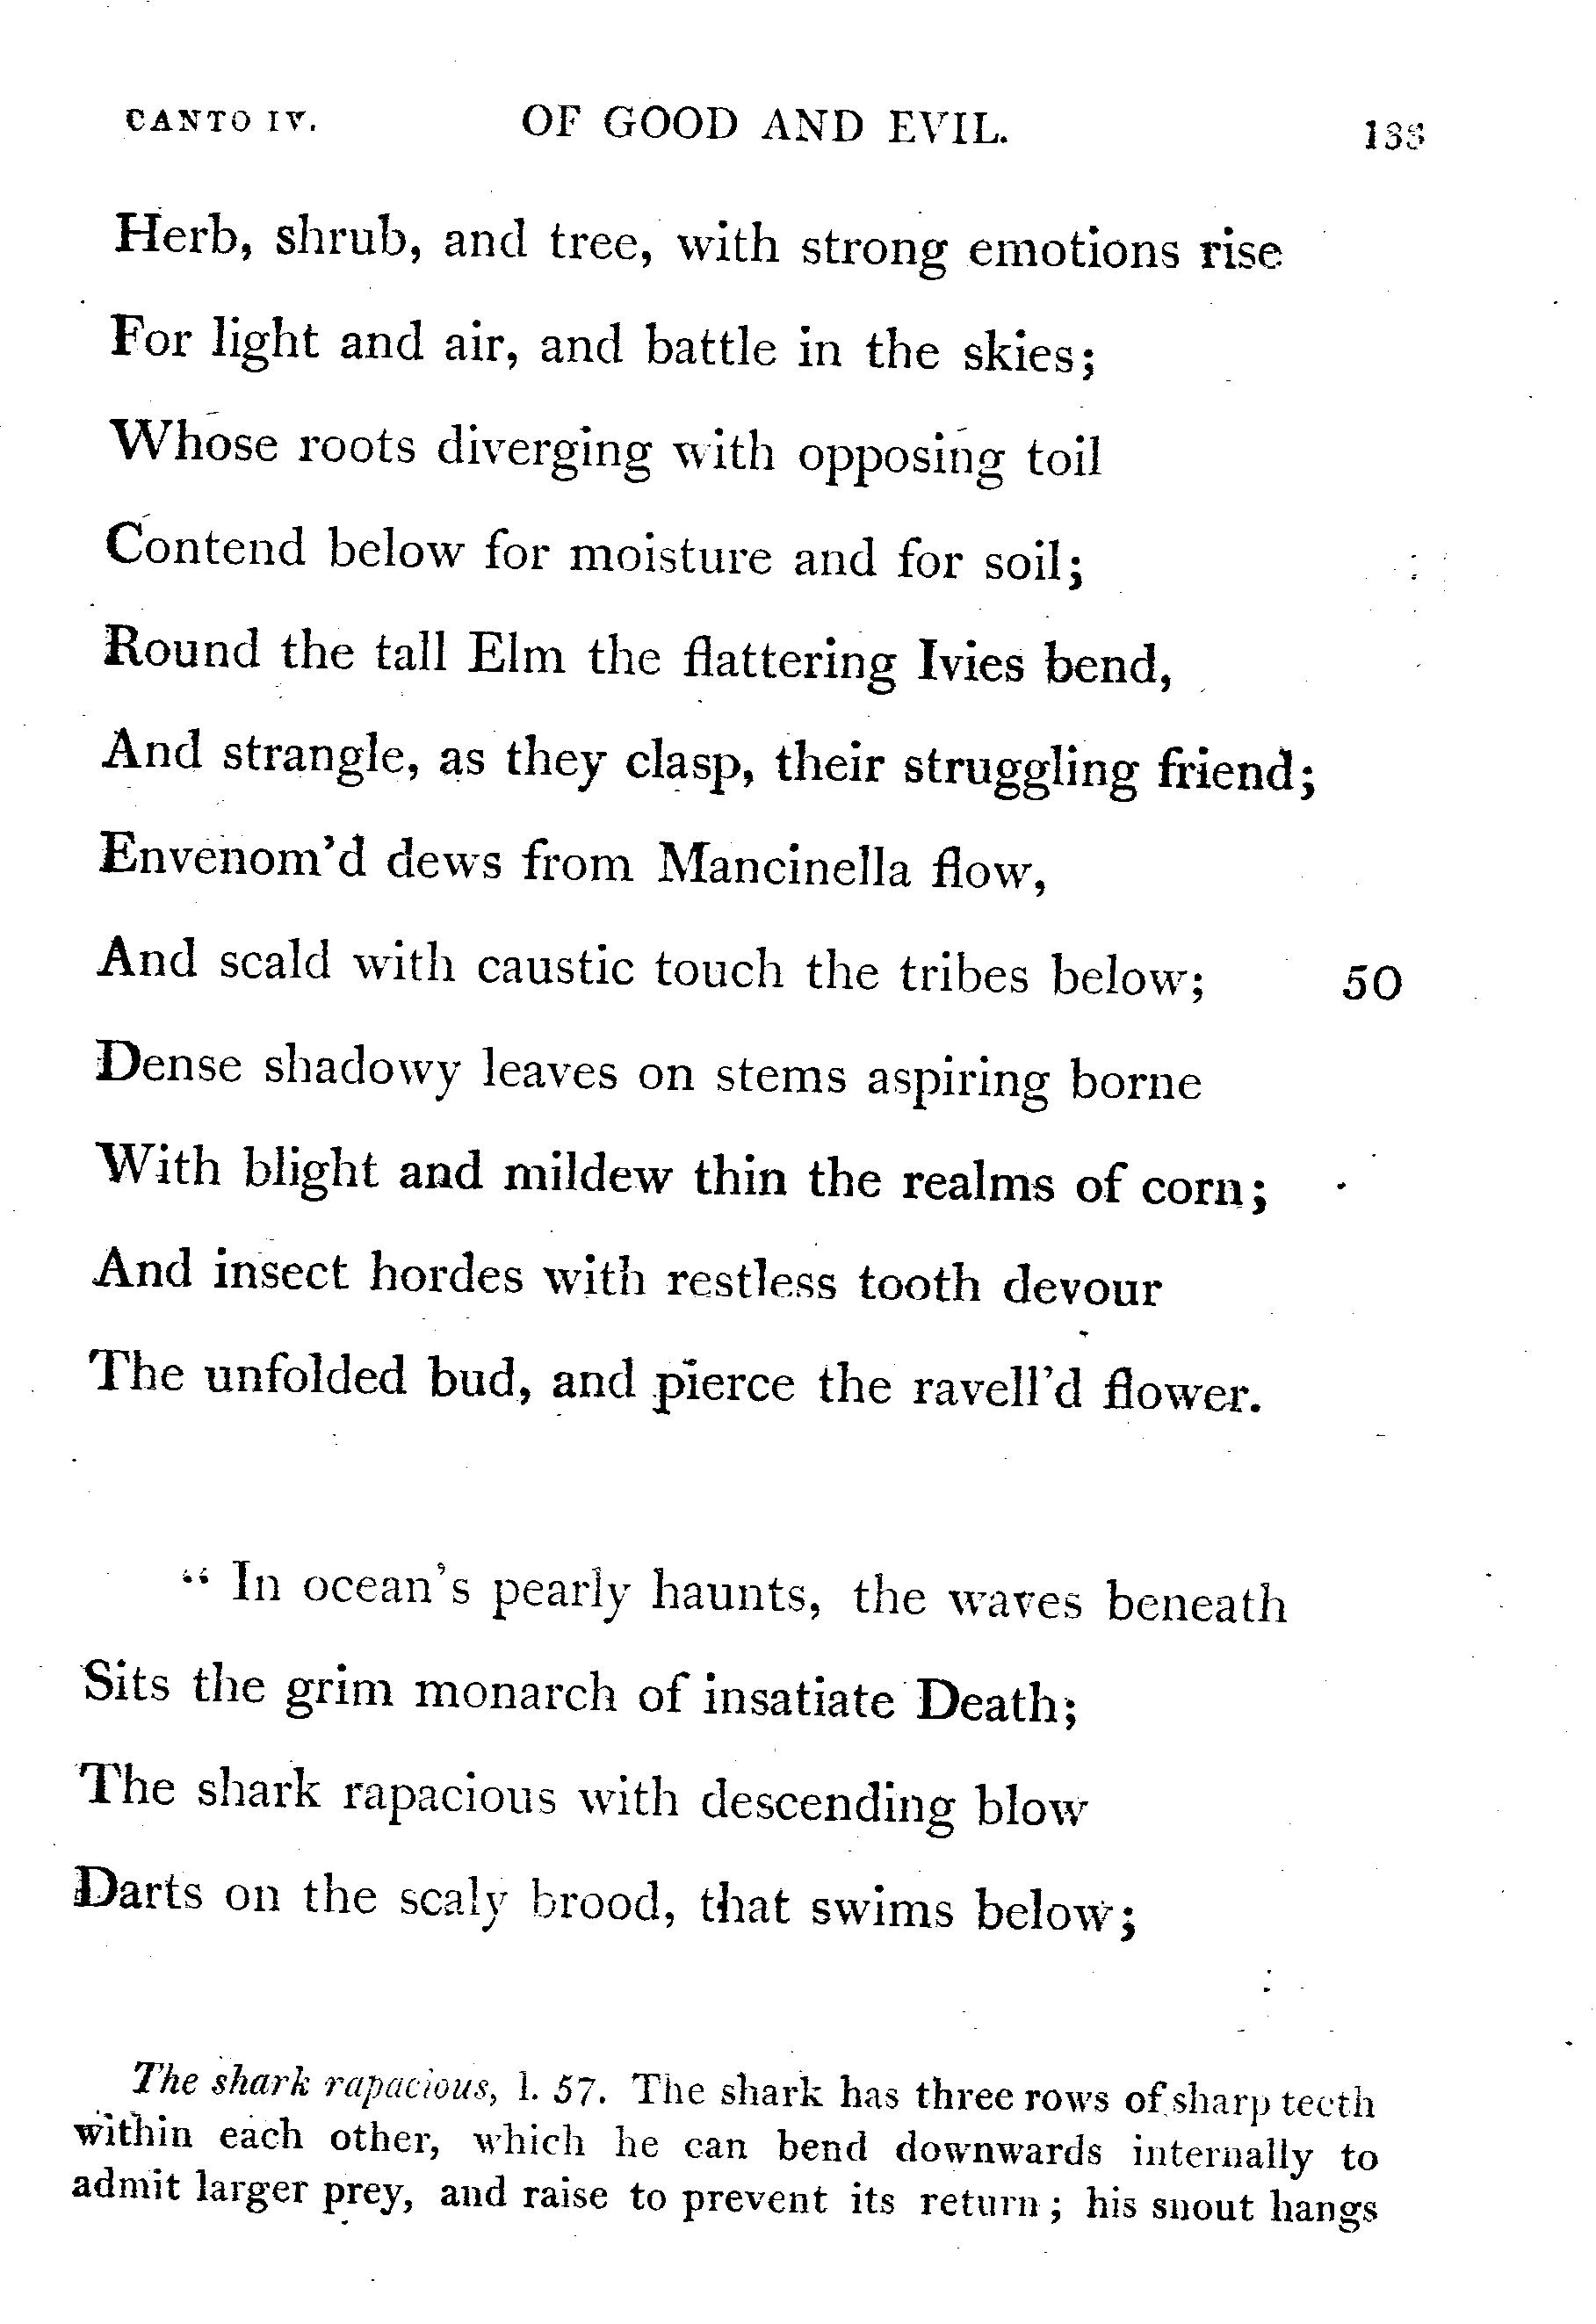 CANTO IV. OF GOOD AND EVIL. 133
Herb, shrub, and tree, with strong emotions rise
For light and air, and battle in the skies;
Whose roots diverging with opposing toil
Contend below for moisture and for soil;
Round the tall Elm the flattering Ivies bend,
And strangle, as they clasp, their struggling friend;
Envenom'd dews from Mancinella flow,
And scald with caustic touch the tribes below; 50
Dense shadowy leaves on stems aspiring borne
With blight and mildew thin the realms of corn;
And insect hordes with restless tooth devour
The unfolded bud, and pierce the ravell'd flower.
“ In ocean's pearly haunts, the waves beneath
Sits the grim monarch of insatiate Death;
The shark rapacious with descending blow
Darts on the scaly brood, that swims below;
The shark rapacious, l. 57. The shark has three rows of sharp teeth
within each other, which he can bend downwards internally to
admit larger prey, and raise to prevent its return ; his snout hangs